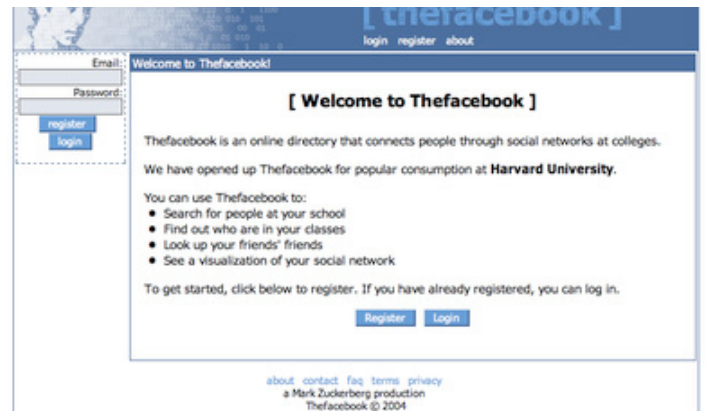 [ thefacebook ]
login register about
Email:
Password:
register
login
Welcome to Thefacebook!
[ Welcome to Thefacebook ]
Thefacebook is an online directory that connects people through social networks at colleges.
We have opened up Thefacebook for popular consumption at Harvard University.
You can use Thefacebook to:
• Search for people at your school
• Find out who are in your classes
• Look up your friends' friends
• See a visualization of your social network
To get started, click below to register. If you have already registered, you can log in.
Register Login
about contact faq terms privacy
a Mark Zuckerberg production
Thefacebook © 2004